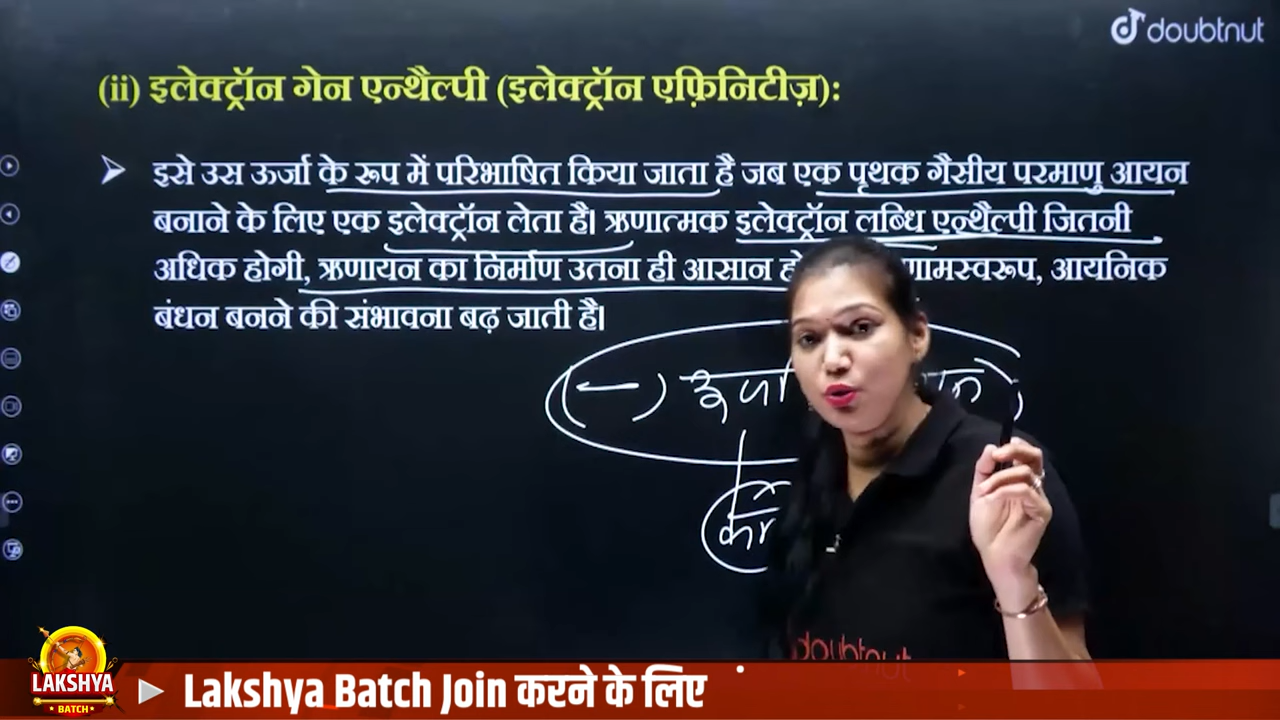 doubtnut
(ii) इलेक्ट्रॉन गेन एन्थैल्पी (इलेक्ट्रॉन एफ़िनिटीज़):
इसे उस ऊर्जा के रूप में परिभाषित किया जाता है जब एक पृथक गैसीय परमाणु आयन
बनाने के लिए एक इलेक्ट्रॉन लेता है। ऋणात्मक इलेक्ट्रॉन लब्धि एन्थैल्पी जितनी
अधिक होगी, ऋणायन का निर्माण उतना ही आसान आयनिक
बंधन बनने की संभावना बढ़ जाती है।
(—)
doubtnut
LAKSHYA
BATCH
Lakshya Batch Join करने के लिए